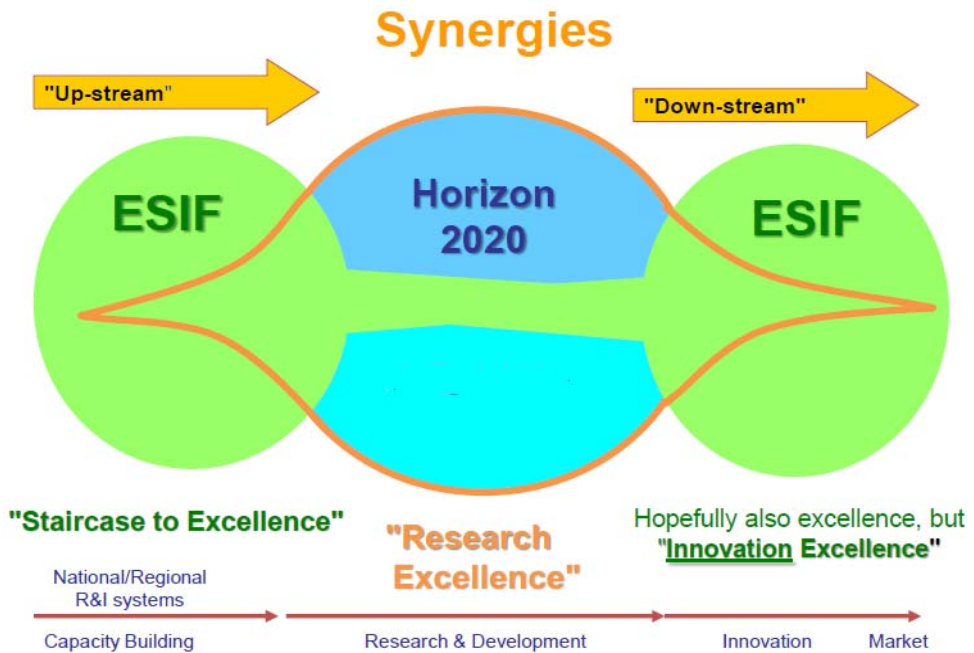 Synergies
"Up-stream"
"Down-stream"
ESIF
Horizon
2020
ESIF
"Staircase to Excellence"
"Research
Excellence"
Hopefully also excellence, but
"Innovation Excellence"
National/Regional
R&I systems
Capacity Building
Research & Development
Innovation
Market